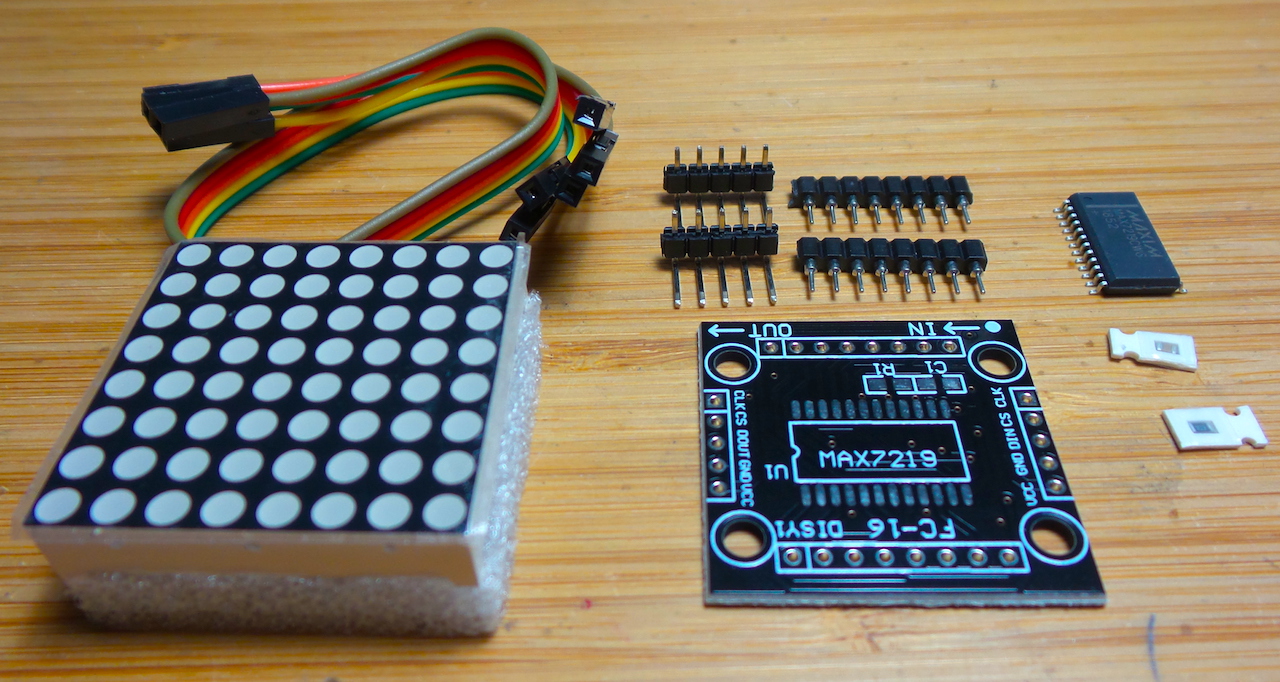 MAXIM
OUT
IN
R1
C1
CLK
CS
DOUT
GND
VCC
CLK
CS
DIN
GND
VCC
U1
MAX7219
FC-16 DISY1